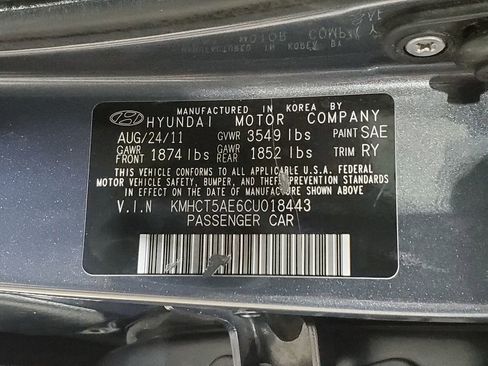 MANUFACTURED IN KOREA BY
HYUNDAI MOTOR COMPANY
AUG/24/11 GVWR 3549 lbs PAINT SAE
GAWR FRONT 1874 lbs GAWR REAR 1852 lbs TRIM RY
THIS VEHICLE CONFORMS TO ALL APPLICABLE U.S.A. FEDERAL
MOTOR VEHICLE SAFETY, BUMPER, AND THEFT PREVENTION STANDARDS
IN EFFECT ON THE DATE OF MANUFACTURE SHOWN ABOVE.
V.I.N KMHCT5AE6CU018443
PASSENGER CAR